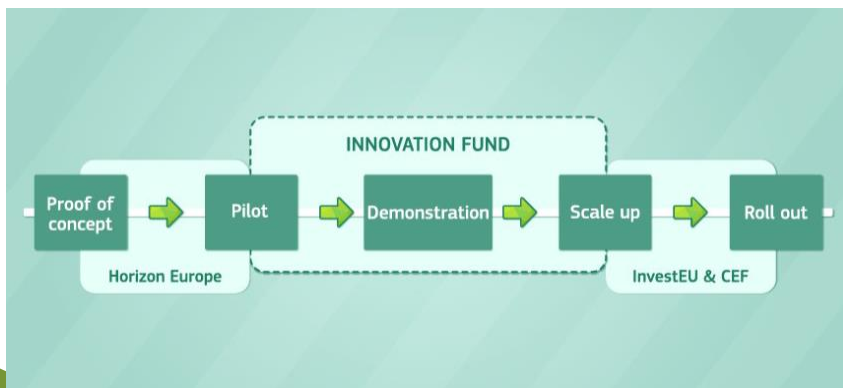 INNOVATION FUND
Proof of
concept
Pilot
Demonstration
Scale up
Roll out
Horizon Europe
InvestEU & CEF